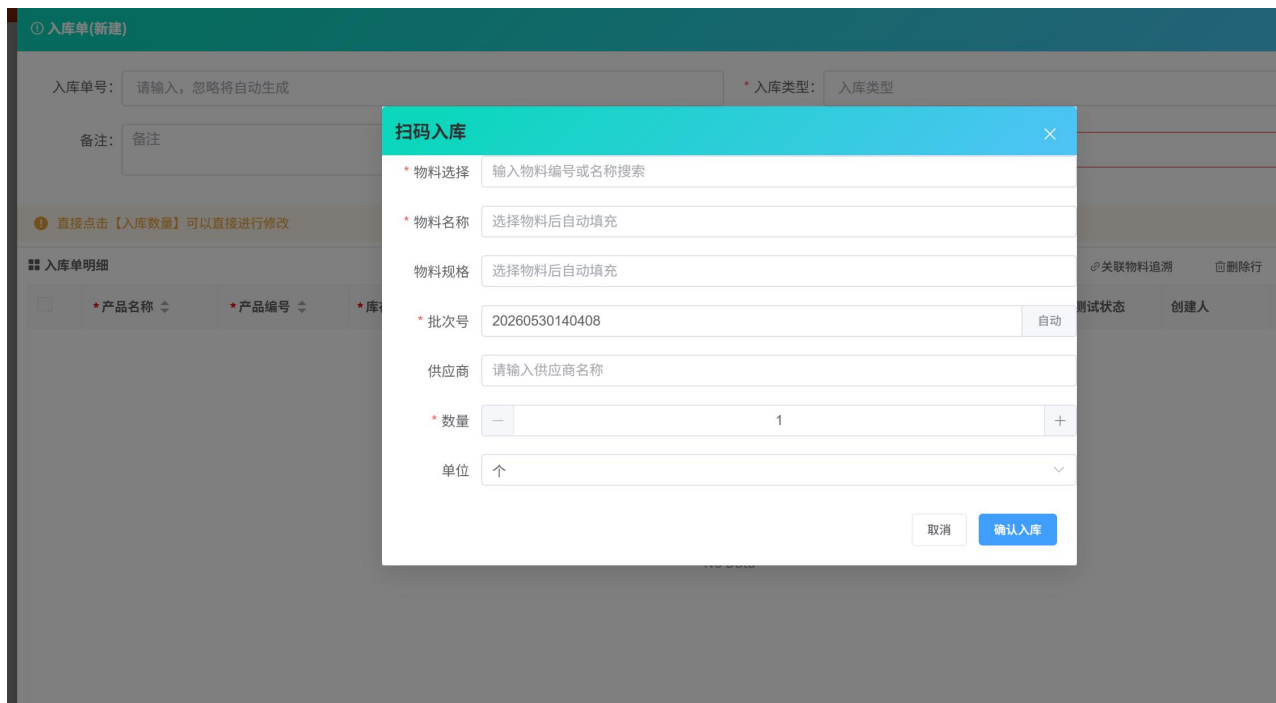 入库单(新建)
入库单号： 请输入，忽略将自动生成 * 入库类型： 入库类型
备注： 备注
扫码入库
* 物料选择 输入物料编号或名称搜索
* 物料名称 选择物料后自动填充
直接点击【入库数量】可以直接进行修改
物料规格 选择物料后自动填充
入库单明细 关联物料追溯 删除行
*产品名称 *产品编号 *库 测试状态 创建人
* 批次号 20260530140408 自动
供应商 请输入供应商名称
* 数量 1
单位 个
取消 确认入库